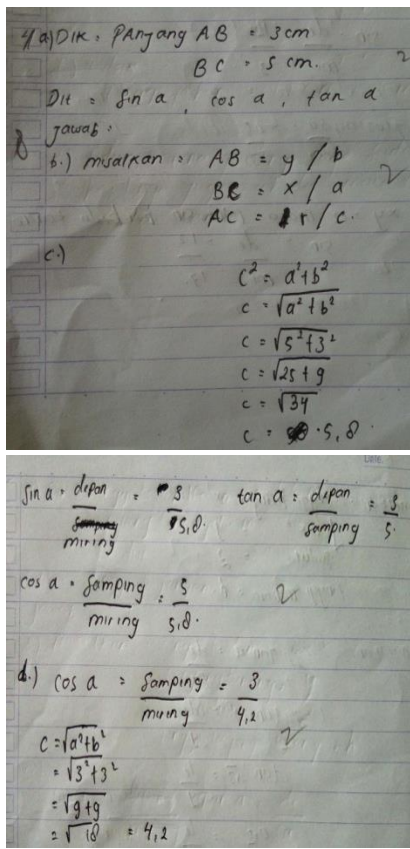 4/a) Dik = Panjang AB = 3 cm
BC = 5 cm. 2
Dit = Sin a, cos a, tan a
Jawab :
8
b.) misalkan = AB = y / b
BC = x / a 2
AC = r / c.
c.)
c² = a² + b²
c = √a² + b²
c = √5² + 3²
c = √25 + 9
c = √34
c = 5,8
Sin a = depan / miring = 3 / 5,8. tan a = depan / samping = 3 / 5.
cos a = Samping / miring = 5 / 5,8. 2
d.) cos a = Samping / miring = 3 / 4,2
C = √a² + b² 2
= √3² + 3²
= √9 + 9
= √18 = 4,2